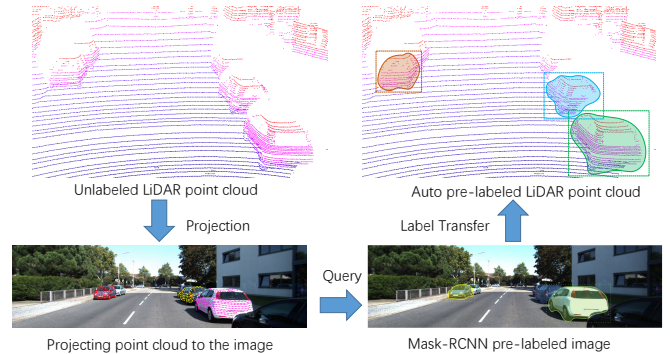 Unlabeled LiDAR point cloud
Auto pre-labeled LiDAR point cloud
Projection
Label Transfer
Query
Projecting point cloud to the image
Mask-RCNN pre-labeled image